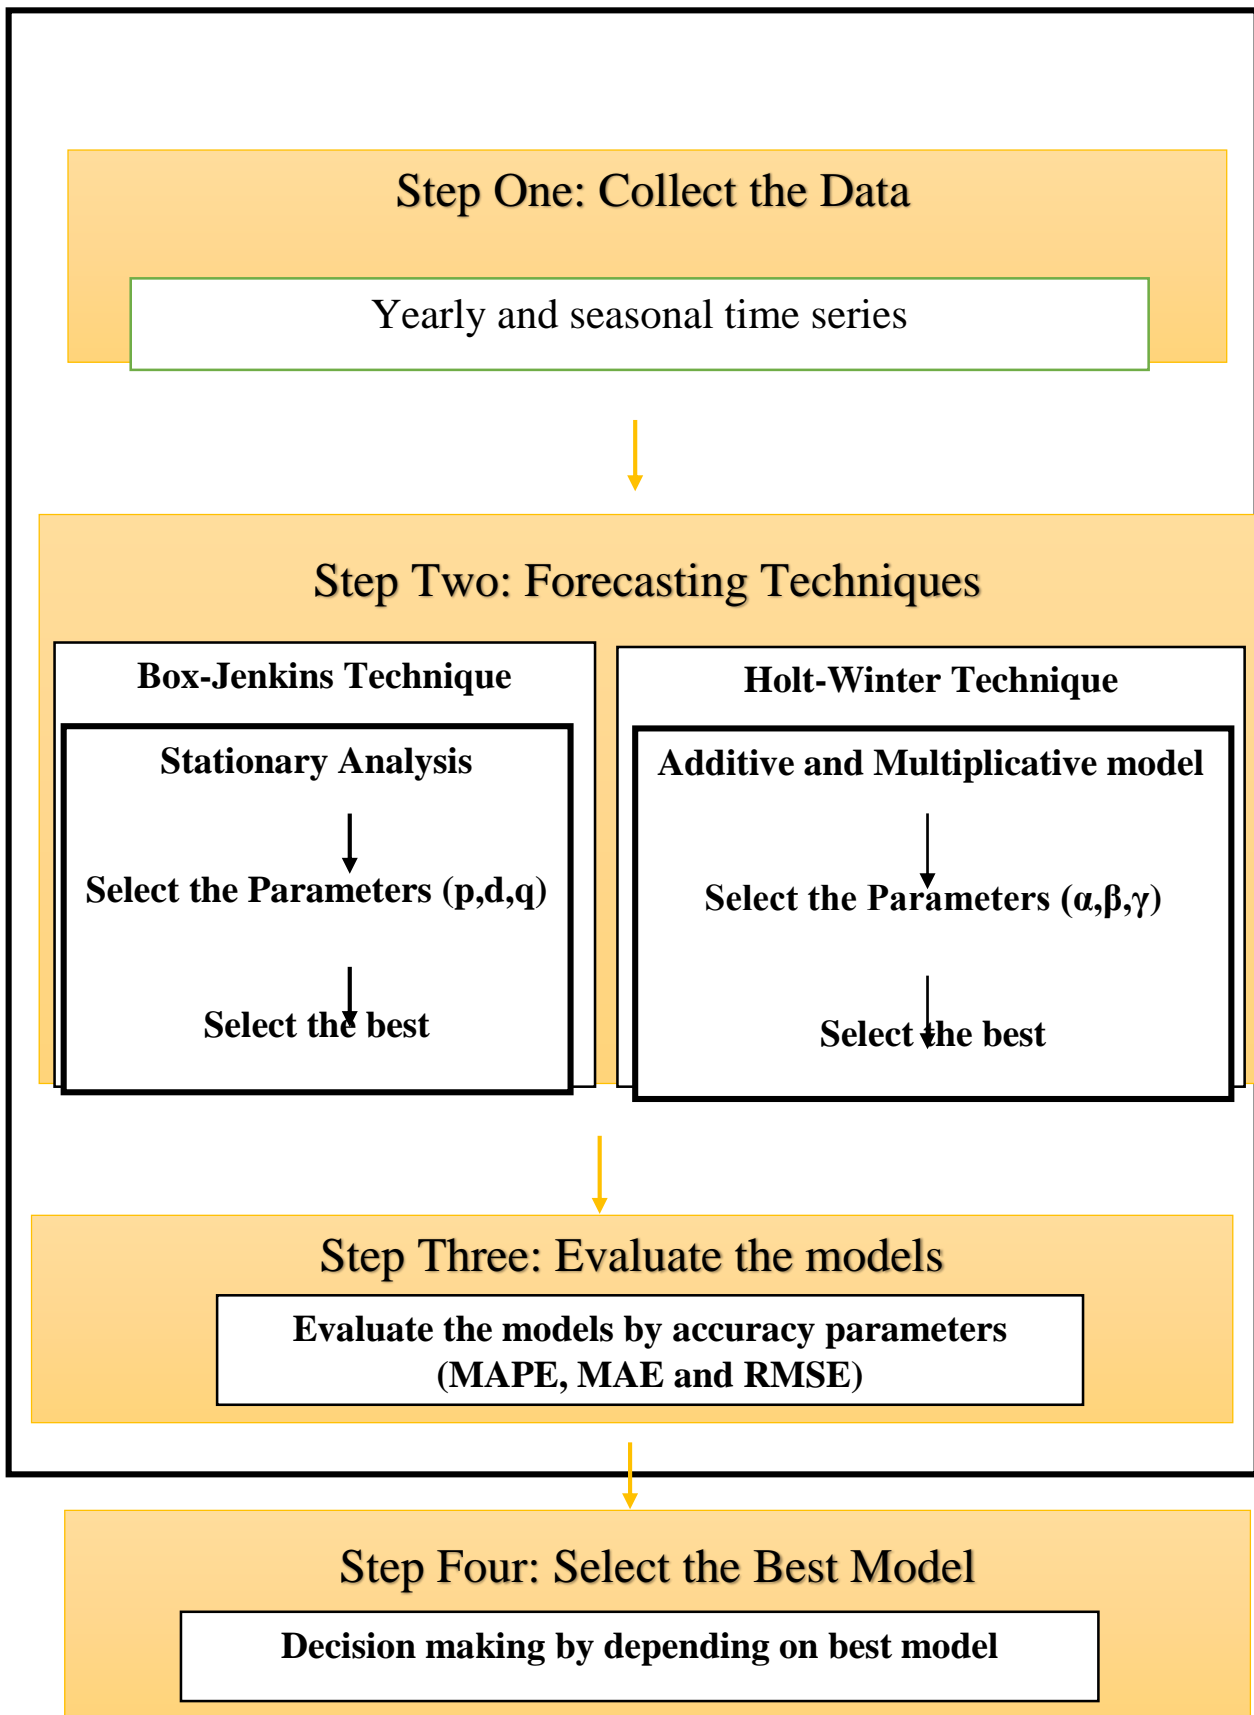 Step One: Collect the Data
Yearly and seasonal time series
Step Two: Forecasting Techniques
Box-Jenkins Technique
Stationary Analysis
Select the Parameters (p,d,q)
Select the best
Holt-Winter Technique
Additive and Multiplicative model
Select the Parameters (α,β,γ)
Select the best
Step Three: Evaluate the models
Evaluate the models by accuracy parameters
(MAPE, MAE and RMSE)
Step Four: Select the Best Model
Decision making by depending on best model